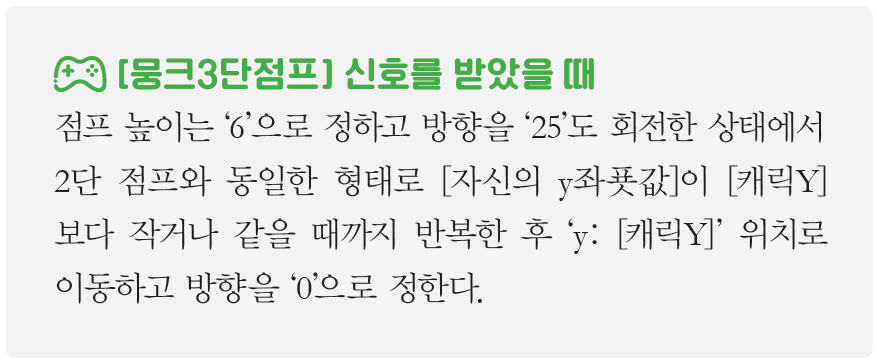 [뭉크3단점프] 신호를 받았을 때
점프 높이는 ‘6’으로 정하고 방향을 ‘25’도 회전한 상태에서
2단 점프와 동일한 형태로 [자신의 y좌푯값]이 [캐릭Y]
보다 작거나 같을 때까지 반복한 후 ‘y: [캐릭Y]’ 위치로
이동하고 방향을 ‘0’으로 정한다.